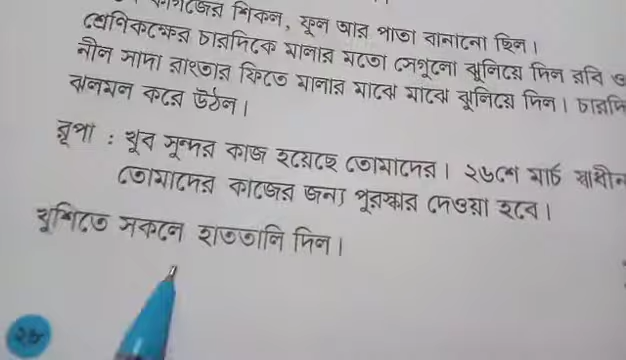 কাগজের শিকল, ফুল আর পাতা বানানো ছিল।
শ্রেণিকক্ষের চারদিকে মালার মতো সেগুলো ঝুলিয়ে দিল রবি ও
নীল সাদা রাংতার ফিতে মালার মাঝে মাঝে ঝুলিয়ে দিল। চারদি
ঝলমল করে উঠল।
রূপা : খুব সুন্দর কাজ হয়েছে তোমাদের। ২৬শে মার্চ স্বাধীন
তোমাদের কাজের জন্য পুরস্কার দেওয়া হবে।
খুশিতে সকলে হাততালি দিল।
২৮